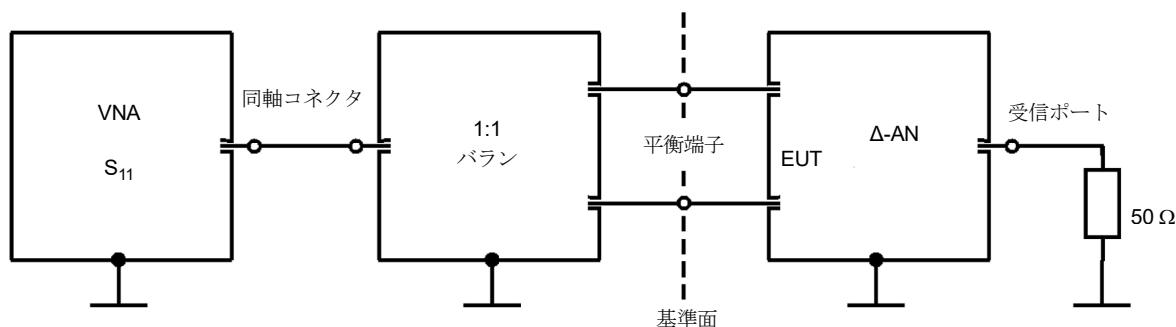 VNA
S₁₁
同軸コネクタ
1:1
バラン
平衡端子
基準面
EUT
Δ-AN
受信ポート
50 Ω